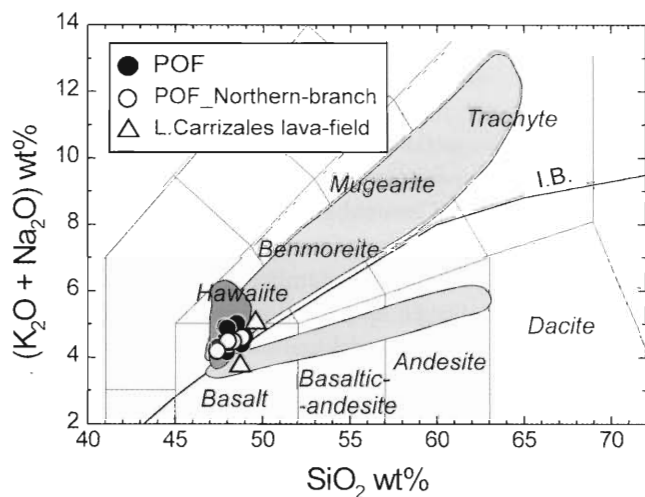 (K2O + Na2O) wt%
14
12
10
8
6
4
2
POF
POF_Northern-branch
L.Carrizales lava-field
Trachyte
Mugearite
I.B.
Benmoreite
Hawaiite
Dacite
Andesite
Basaltic-
-andesite
Basalt
40 45 50 55 60 65 70
SiO2 wt%